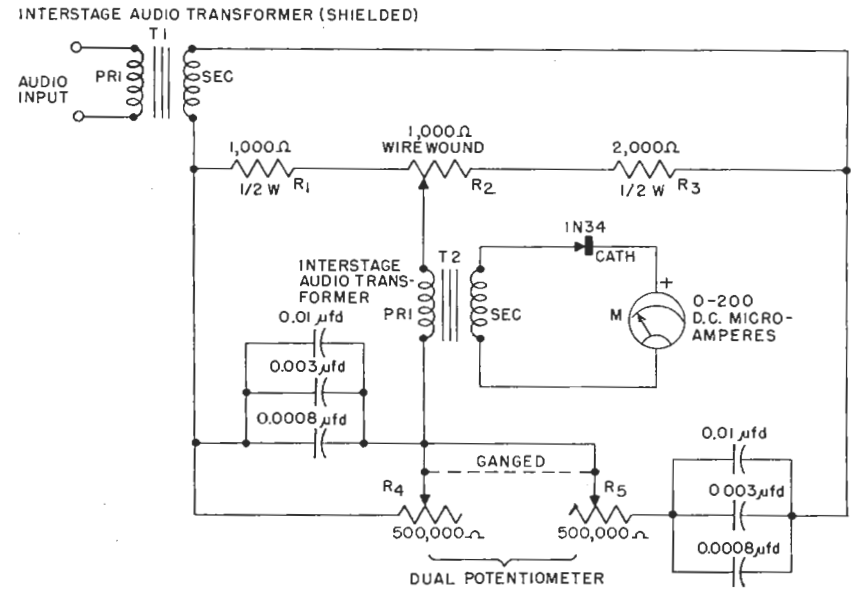 INTERSTAGE AUDIO TRANSFORMER (SHIELDED)
T1
PRI
SEC
AUDIO
INPUT
1,000Ω
1/2 W
R1
1,000Ω
WIREWOUND
R2
2,000Ω
1/2 W
R3
INTERSTAGE
AUDIO TRANS-
FORMER
T2
PRI
SEC
1N34
CATH
+
M
0-200
D.C. MICRO-
AMPERES
0.01 µfd
0.003 µfd
0.0008 µfd
GANGED
R4
500,000Ω
R5
500,000Ω
0.01 µfd
0 003 µfd
0.0008 µfd
DUAL POTENTIOMETER